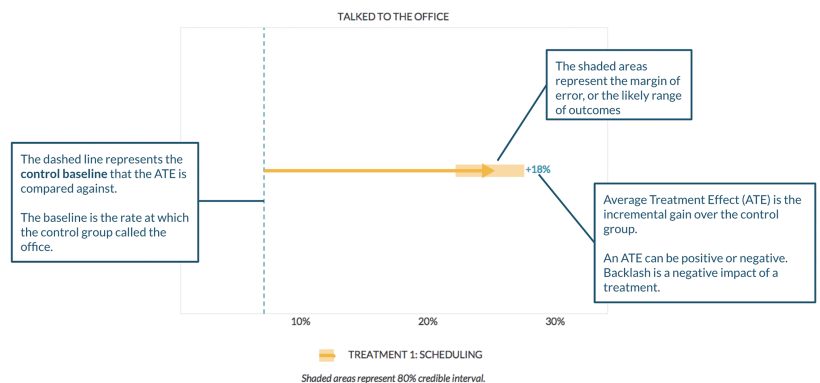 TALKED TO THE OFFICE
The shaded areas
represent the margin of
error, or the likely range
of outcomes
The dashed line represents the
control baseline that the ATE is
compared against.
The baseline is the rate at which
the control group called the
office.
+18%
Average Treatment Effect (ATE) is the
incremental gain over the control
group.
An ATE can be positive or negative.
Backlash is a negative impact of a
treatment.
10% 20% 30%
TREATMENT 1: SCHEDULING
Shaded areas represent 80% credible interval.